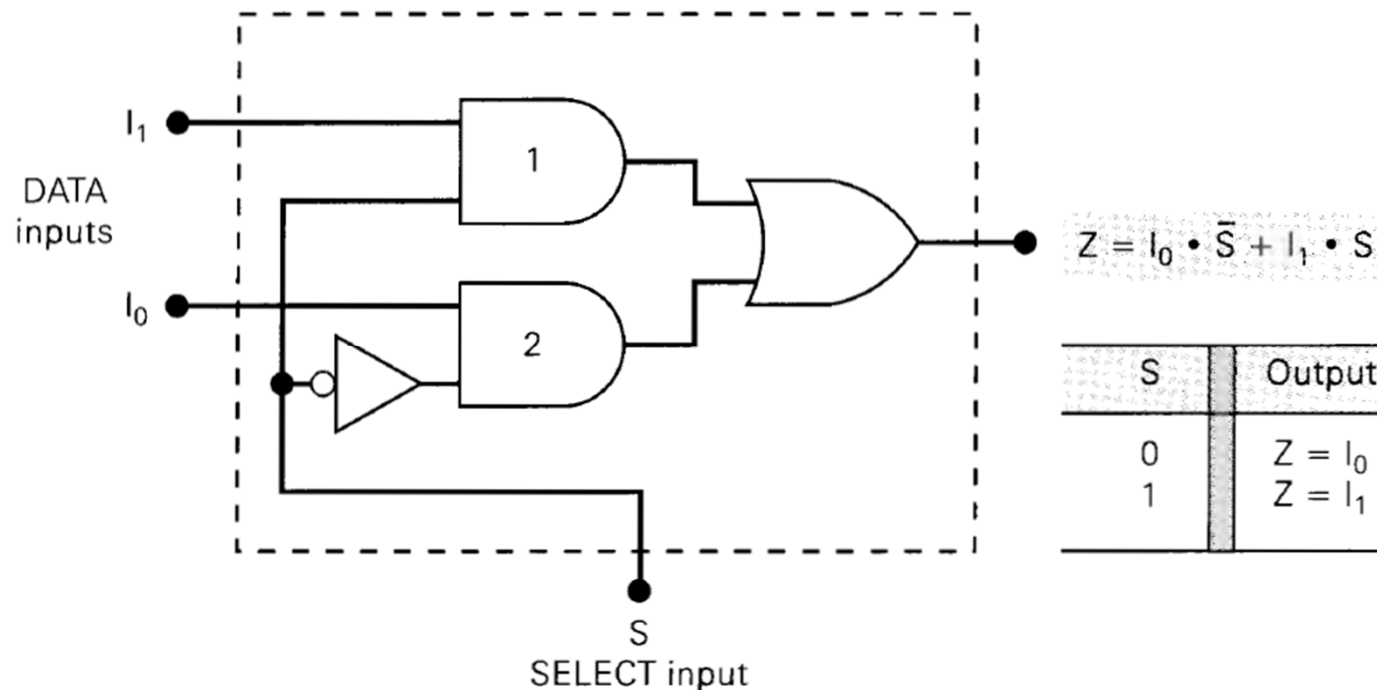 I₁
1
DATA
inputs
Z = I₀ • S̄ + I₁ • S
I₀
2
S Output
0 Z = I₀
1 Z = I₁
S
SELECT input